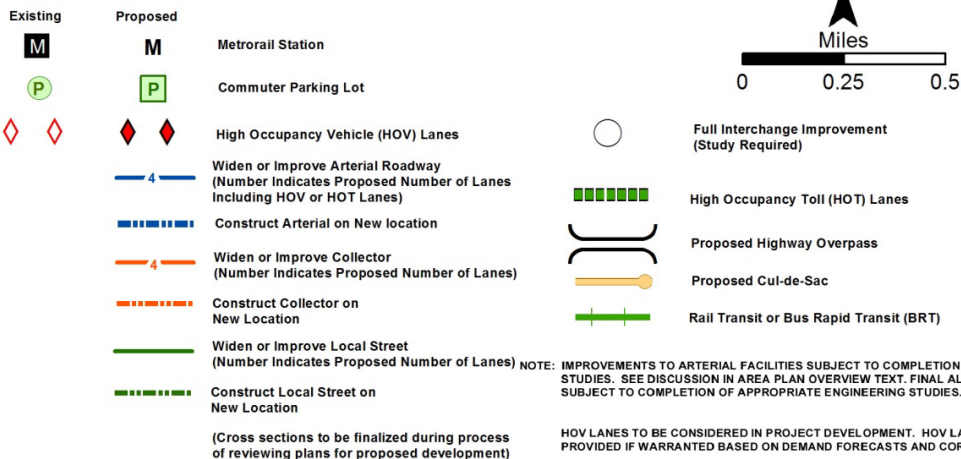 Existing
Proposed
M
M
Metrorail Station
P
P
Commuter Parking Lot
High Occupancy Vehicle (HOV) Lanes
4
Widen or Improve Arterial Roadway
(Number Indicates Proposed Number of Lanes
Including HOV or HOT Lanes)
Construct Arterial on New location
4
Widen or Improve Collector
(Number Indicates Proposed Number of Lanes)
Construct Collector on
New Location
Widen or Improve Local Street
(Number Indicates Proposed Number of Lanes)
Construct Local Street on
New Location
(Cross sections to be finalized during process
of reviewing plans for proposed development)
Miles
0 0.25 0.5
Full Interchange Improvement
(Study Required)
High Occupancy Toll (HOT) Lanes
Proposed Highway Overpass
Proposed Cul-de-Sac
Rail Transit or Bus Rapid Transit (BRT)
NOTE: IMPROVEMENTS TO ARTERIAL FACILITIES SUBJECT TO COMPLETION
STUDIES. SEE DISCUSSION IN AREA PLAN OVERVIEW TEXT. FINAL AL
SUBJECT TO COMPLETION OF APPROPRIATE ENGINEERING STUDIES.
HOV LANES TO BE CONSIDERED IN PROJECT DEVELOPMENT. HOV LA
PROVIDED IF WARRANTED BASED ON DEMAND FORECASTS AND COR